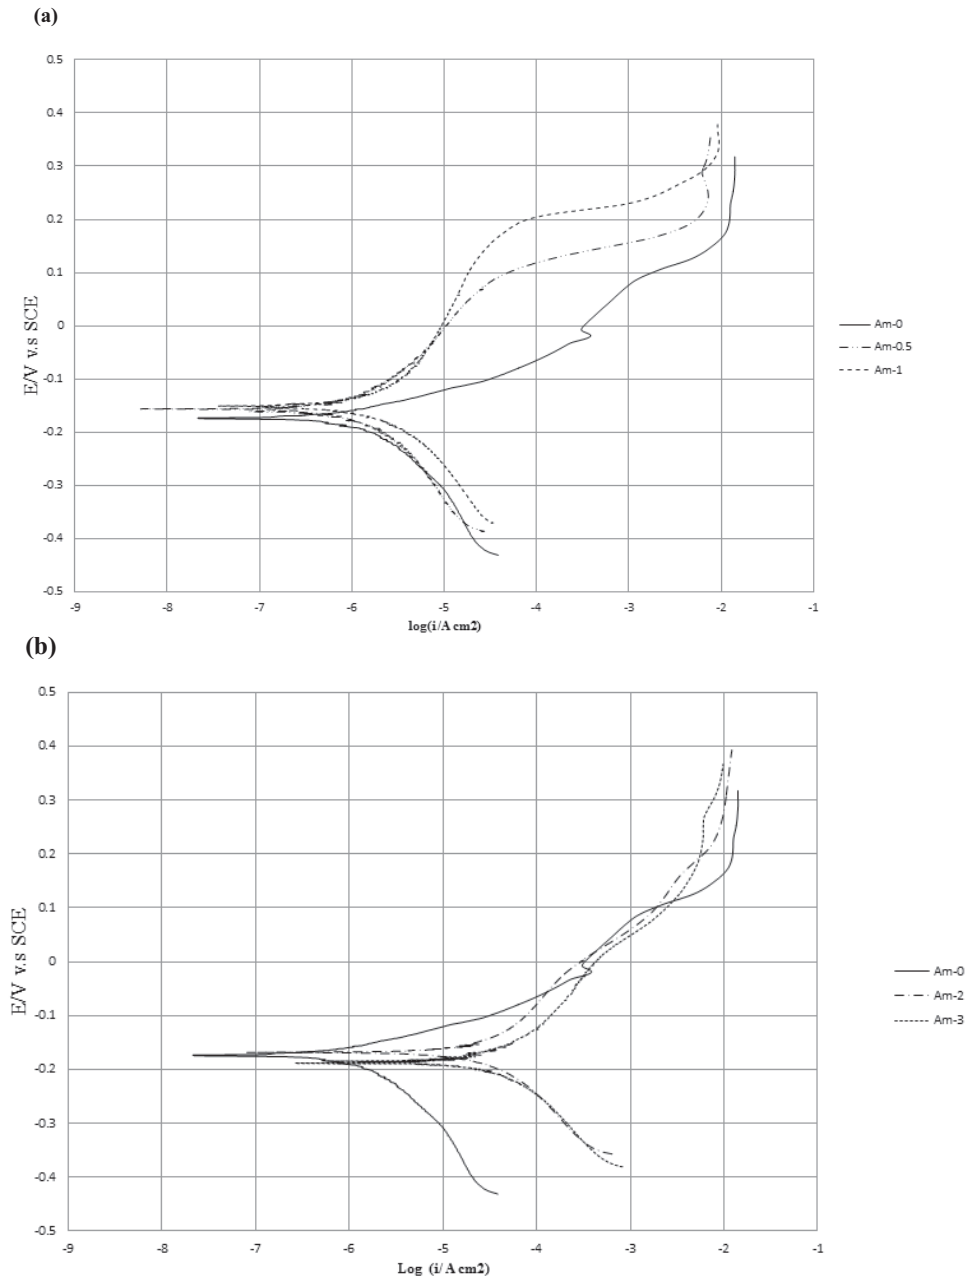 (a)
0.5
0.4
0.3
0.2
0.1
0
-0.1
-0.2
-0.3
-0.4
-0.5
E/V v.s SCE
-9 -8 -7 -6 -5 -4 -3 -2 -1
log(i/A cm2)
Am-0
Am-0.5
Am-1
(b)
0.5
0.4
0.3
0.2
0.1
0
-0.1
-0.2
-0.3
-0.4
-0.5
E/V v.s SCE
-9 -8 -7 -6 -5 -4 -3 -2 -1
Log (i/A cm2)
Am-0
Am-2
Am-3